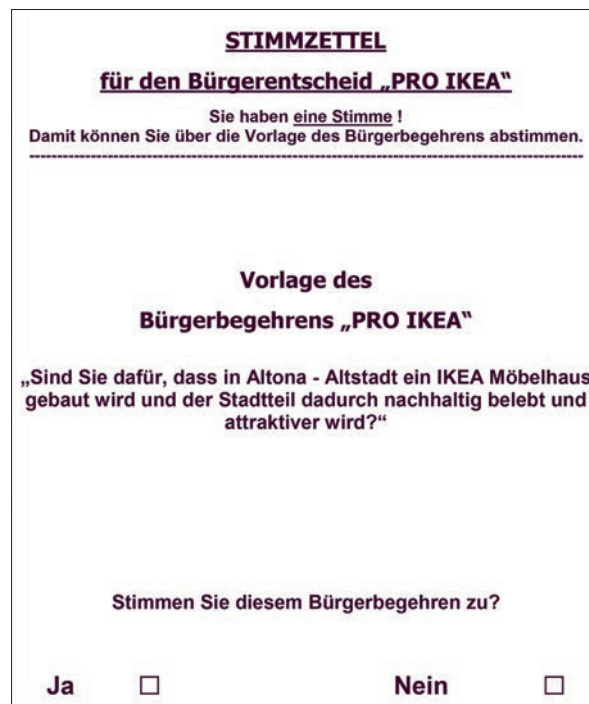 STIMMZETTEL
für den Bürgerentscheid „PRO IKEA“
Sie haben eine Stimme !
Damit können Sie über die Vorlage des Bürgerbegehrens abstimmen.
--------------------------------------------------------------------------------------------
Vorlage des
Bürgerbegehrens „PRO IKEA“
„Sind Sie dafür, dass in Altona - Altstadt ein IKEA Möbelhaus
gebaut wird und der Stadtteil dadurch nachhaltig belebt und
attraktiver wird?“
Stimmen Sie diesem Bürgerbegehren zu?
Ja ☐ Nein ☐